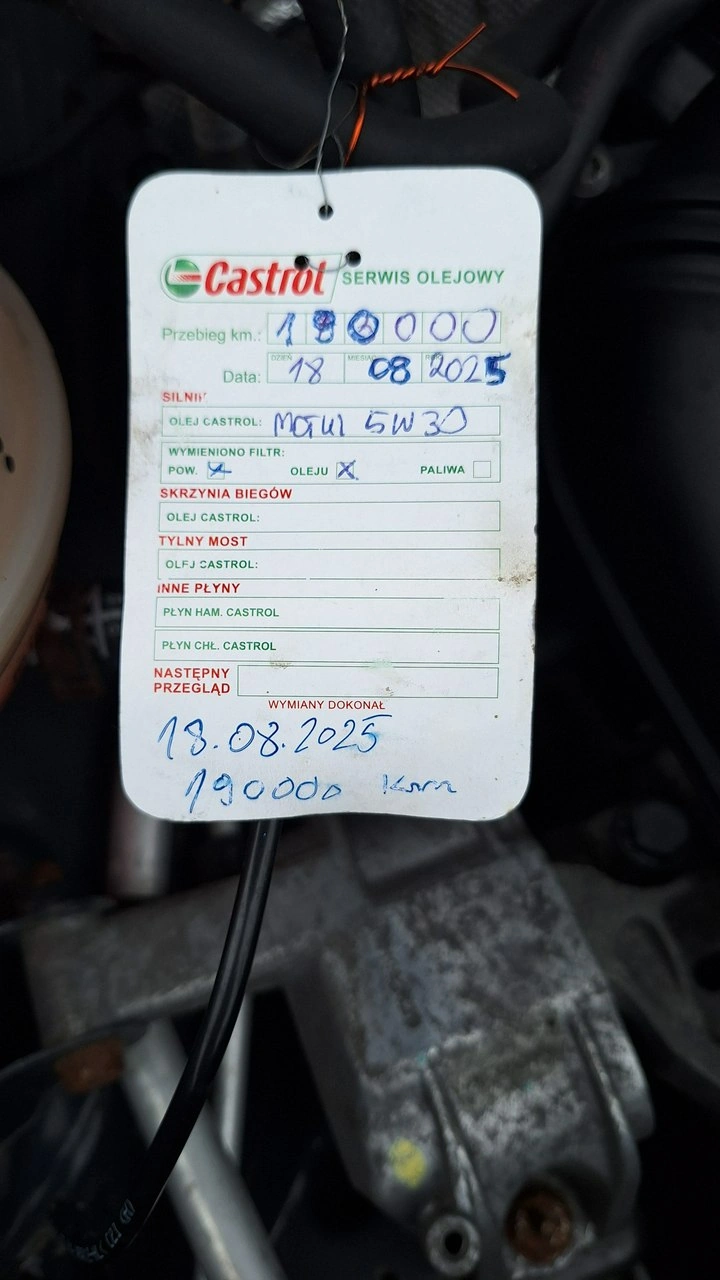 Castrol SERWIS OLEJOWY
Przebieg km.: 190000
DZIEŃ MIESIĄC ROK
Data: 18 08 2025
SILNIK
OLEJ CASTROL: MOTUL 5W30
WYMIENIONO FILTR:
POW. X OLEJU X PALIWA
SKRZYNIA BIEGÓW
OLEJ CASTROL:
TYLNY MOST
OLEJ CASTROL:
INNE PŁYNY
PŁYN HAM. CASTROL
PŁYN CHŁ. CASTROL
NASTĘPNY
PRZEGLĄD
WYMIANY DOKONAŁ
18.08.2025
190000 Km